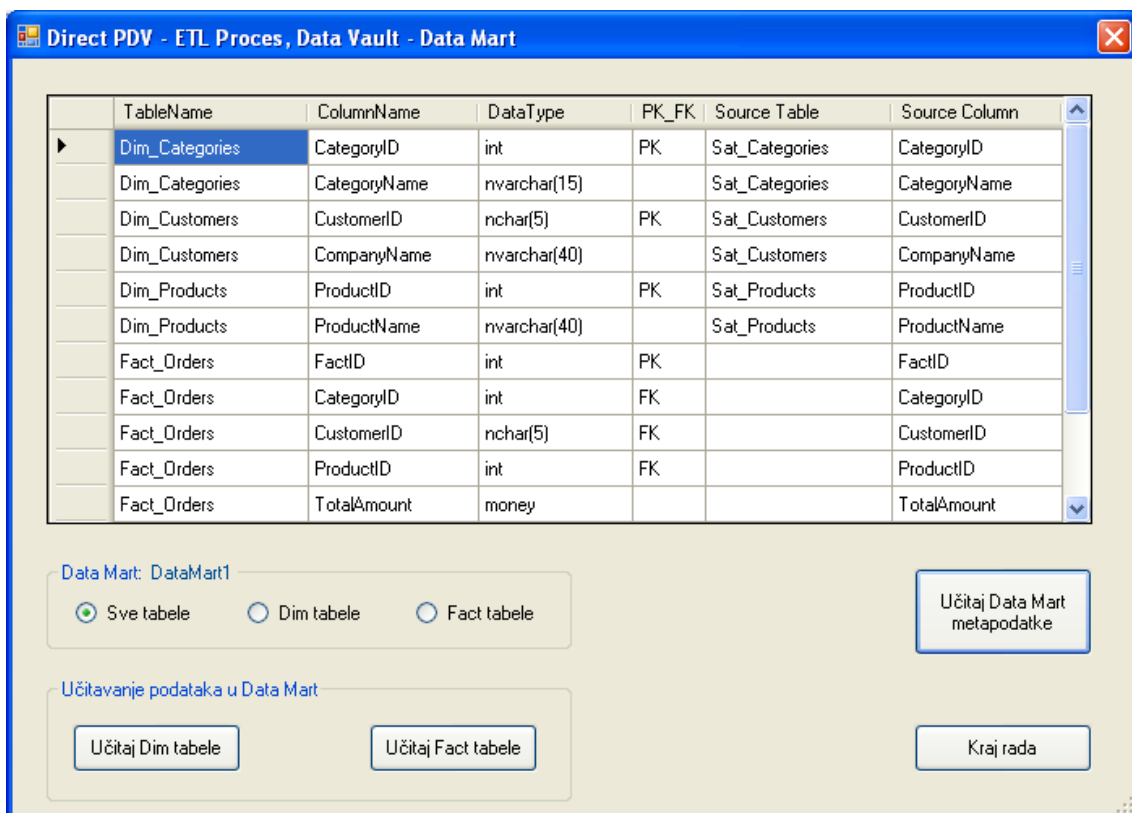 Direct PDV - ETL Proces, Data Vault - Data Mart
TableName ColumnName DataType PK_FK Source Table Source Column
Dim_Categories CategoryID int PK Sat_Categories CategoryID
Dim_Categories CategoryName nvarchar(15) Sat_Categories CategoryName
Dim_Customers CustomerID nchar(5) PK Sat_Customers CustomerID
Dim_Customers CompanyName nvarchar(40) Sat_Customers CompanyName
Dim_Products ProductID int PK Sat_Products ProductID
Dim_Products ProductName nvarchar(40) Sat_Products ProductName
Fact_Orders FactID int PK FactID
Fact_Orders CategoryID int FK CategoryID
Fact_Orders CustomerID nchar(5) FK CustomerID
Fact_Orders ProductID int FK ProductID
Fact_Orders TotalAmount money TotalAmount
Data Mart: DataMart1
Sve tabele Dim tabele Fact tabele
Učitaj Data Mart
metapodatke
Učitavanje podataka u Data Mart
Učitaj Dim tabele Učitaj Fact tabele Kraj rada